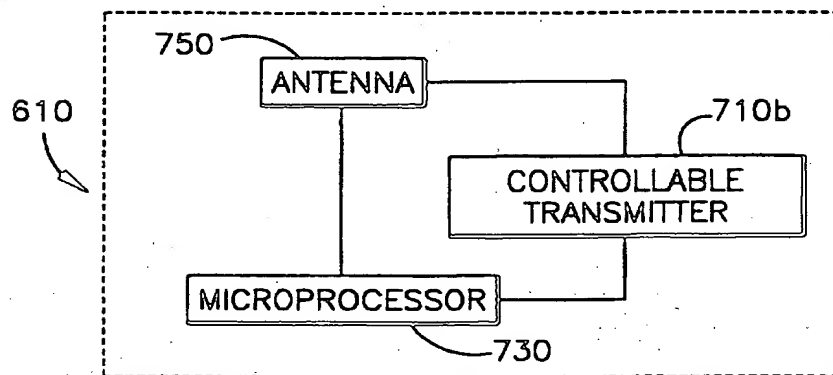 750
ANTENNA
610
710b
CONTROLLABLE
TRANSMITTER
MICROPROCESSOR
730